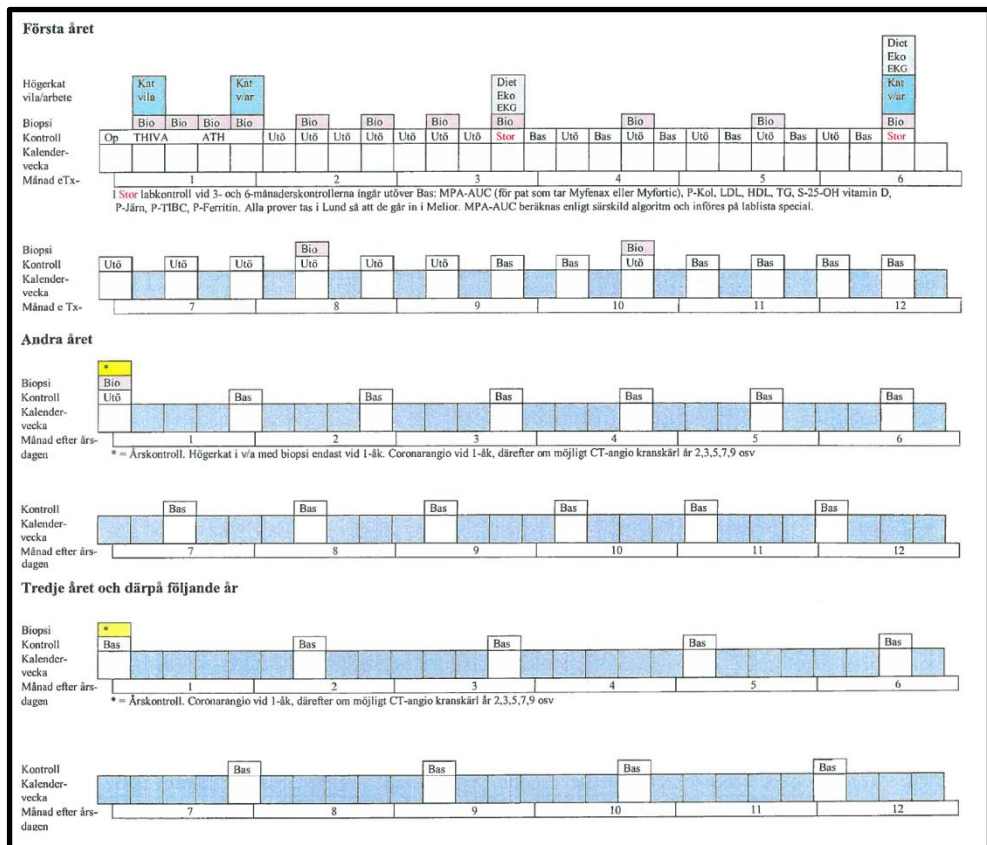 Första året
Diet
Eko
EKG
Högerkat
vila/arbete
Kat
vila
Kat
v/ar
Diet
Eko
EKG
Kat
v/ar
Biopsi Bio Bio Bio Bio Bio Bio Bio Bio Bio Bio Bio
Kontroll Op THIVA ATH Utö Utö Utö Utö Utö Utö Stor Bas Utö Bas Utö Bas Utö Bas Utö Bas Utö Bas Stor
Kalender-
vecka
Månad eTx- 1 2 3 4 5 6
I Stor labkontroll vid 3- och 6-månaderskontrollerna ingår utöver Bas: MPA-AUC (för pat som tar Myfenax eller Myfortic), P-Kol, LDL, HDL, TG, S-25-OH vitamin D,
P-Järn, P-TIBC, P-Ferritin. Alla prover tas i Lund så att de går in i Melior. MPA-AUC beräknas enligt särskild algoritm och införes på lablista special.
Biopsi Bio Bio
Kontroll Utö Utö Utö Utö Utö Utö Bas Bas Utö Bas Bas Bas Bas
Kalender-
vecka
Månad e Tx- 7 8 9 10 11 12
Andra året
*
Biopsi Bio
Kontroll Utö Bas Bas Bas Bas Bas Bas
Kalender-
vecka
Månad efter års- 1 2 3 4 5 6
dagen * = Årskontroll. Högerkat i v/a med biopsi endast vid 1-åk. Coronarangio vid 1-åk, därefter om möjligt CT-angio kranskärl år 2,3,5,7,9 osv
Kontroll Bas Bas Bas Bas Bas Bas
Kalender-
vecka
Månad efter års- 7 8 9 10 11 12
dagen
Tredje året och därpå följande år
Biopsi *
Kontroll Bas Bas Bas Bas Bas
Kalender-
vecka
Månad efter års- 1 2 3 4 5 6
dagen * = Årskontroll. Coronarangio vid 1-åk, därefter om möjligt CT-angio kranskärl år 2,3,5,7,9 osv
Kontroll Bas Bas Bas Bas
Kalender-
vecka
Månad efter års- 7 8 9 10 11 12
dagen